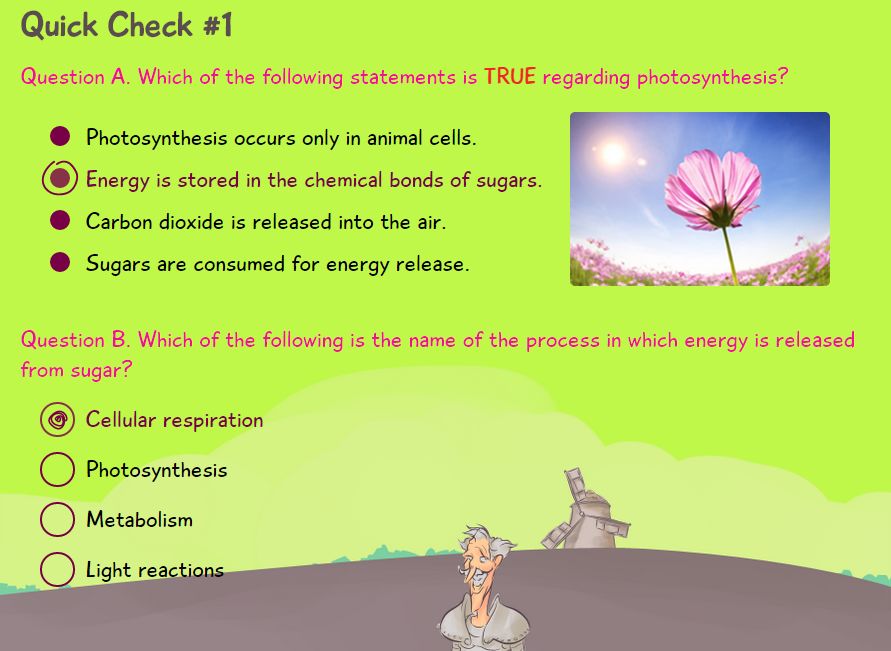 Quick Check #1
Question A. Which of the following statements is TRUE regarding photosynthesis?
Photosynthesis occurs only in animal cells.
Energy is stored in the chemical bonds of sugars.
Carbon dioxide is released into the air.
Sugars are consumed for energy release.
Question B. Which of the following is the name of the process in which energy is released
from sugar?
Cellular respiration
Photosynthesis
Metabolism
Light reactions